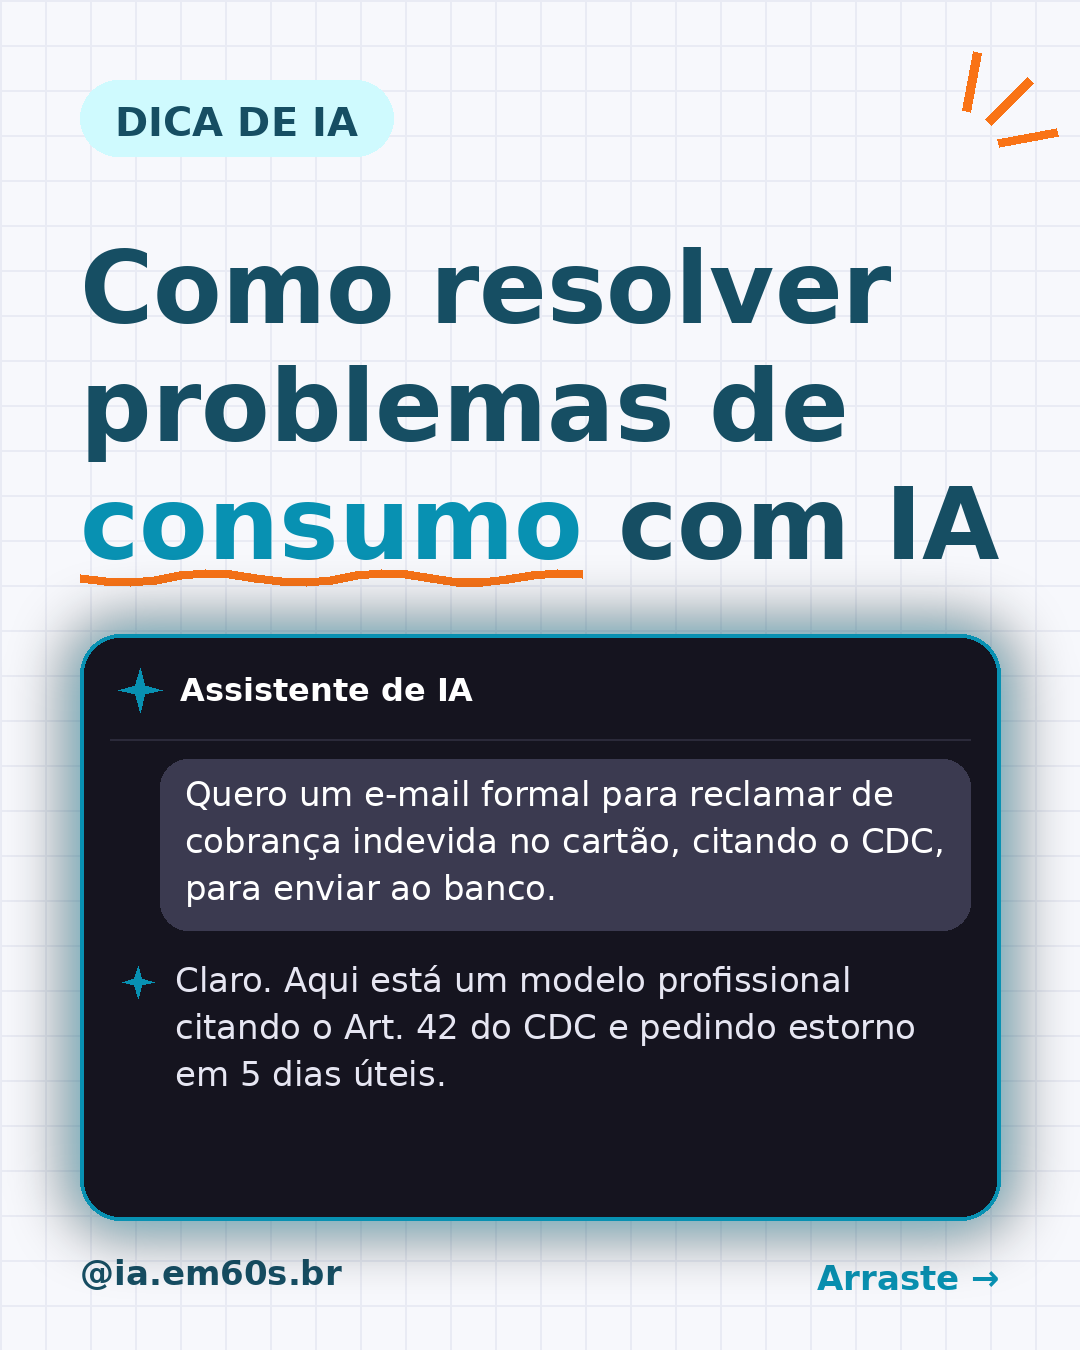 DICA DE IA
Como resolver
problemas de
consumo com IA
Assistente de IA
Quero um e-mail formal para reclamar de
cobrança indevida no cartão, citando o CDC,
para enviar ao banco.
Claro. Aqui está um modelo profissional
citando o Art. 42 do CDC e pedindo estorno
em 5 dias úteis.
@ia.em60s.br
Arraste →